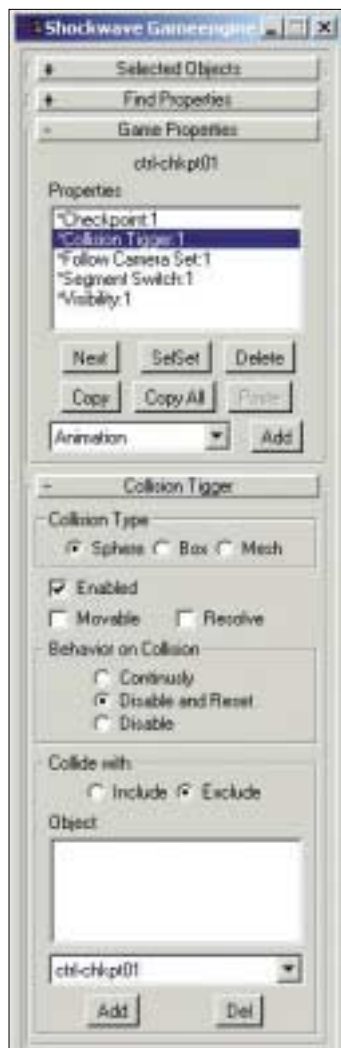 Shockwave Gameengine
+ Selected Objects
+ Find Properties
- Game Properties
ctrl-chkpt01
Properties
*Checkpoint:1
*Collision Tigger:1
*Follow Camera Set:1
*Segment Switch:1
*Visibility:1
Next SelSet Delete
Copy Copy All Paste
Animation Add
- Collision Tigger
Collision Type
Sphere Box Mesh
Enabled
Movable Resolve
Behavior on Collision
Continusly
Disable and Reset
Disable
Collide with
Include Exclude
Object
ctrl-chkpt01
Add Del